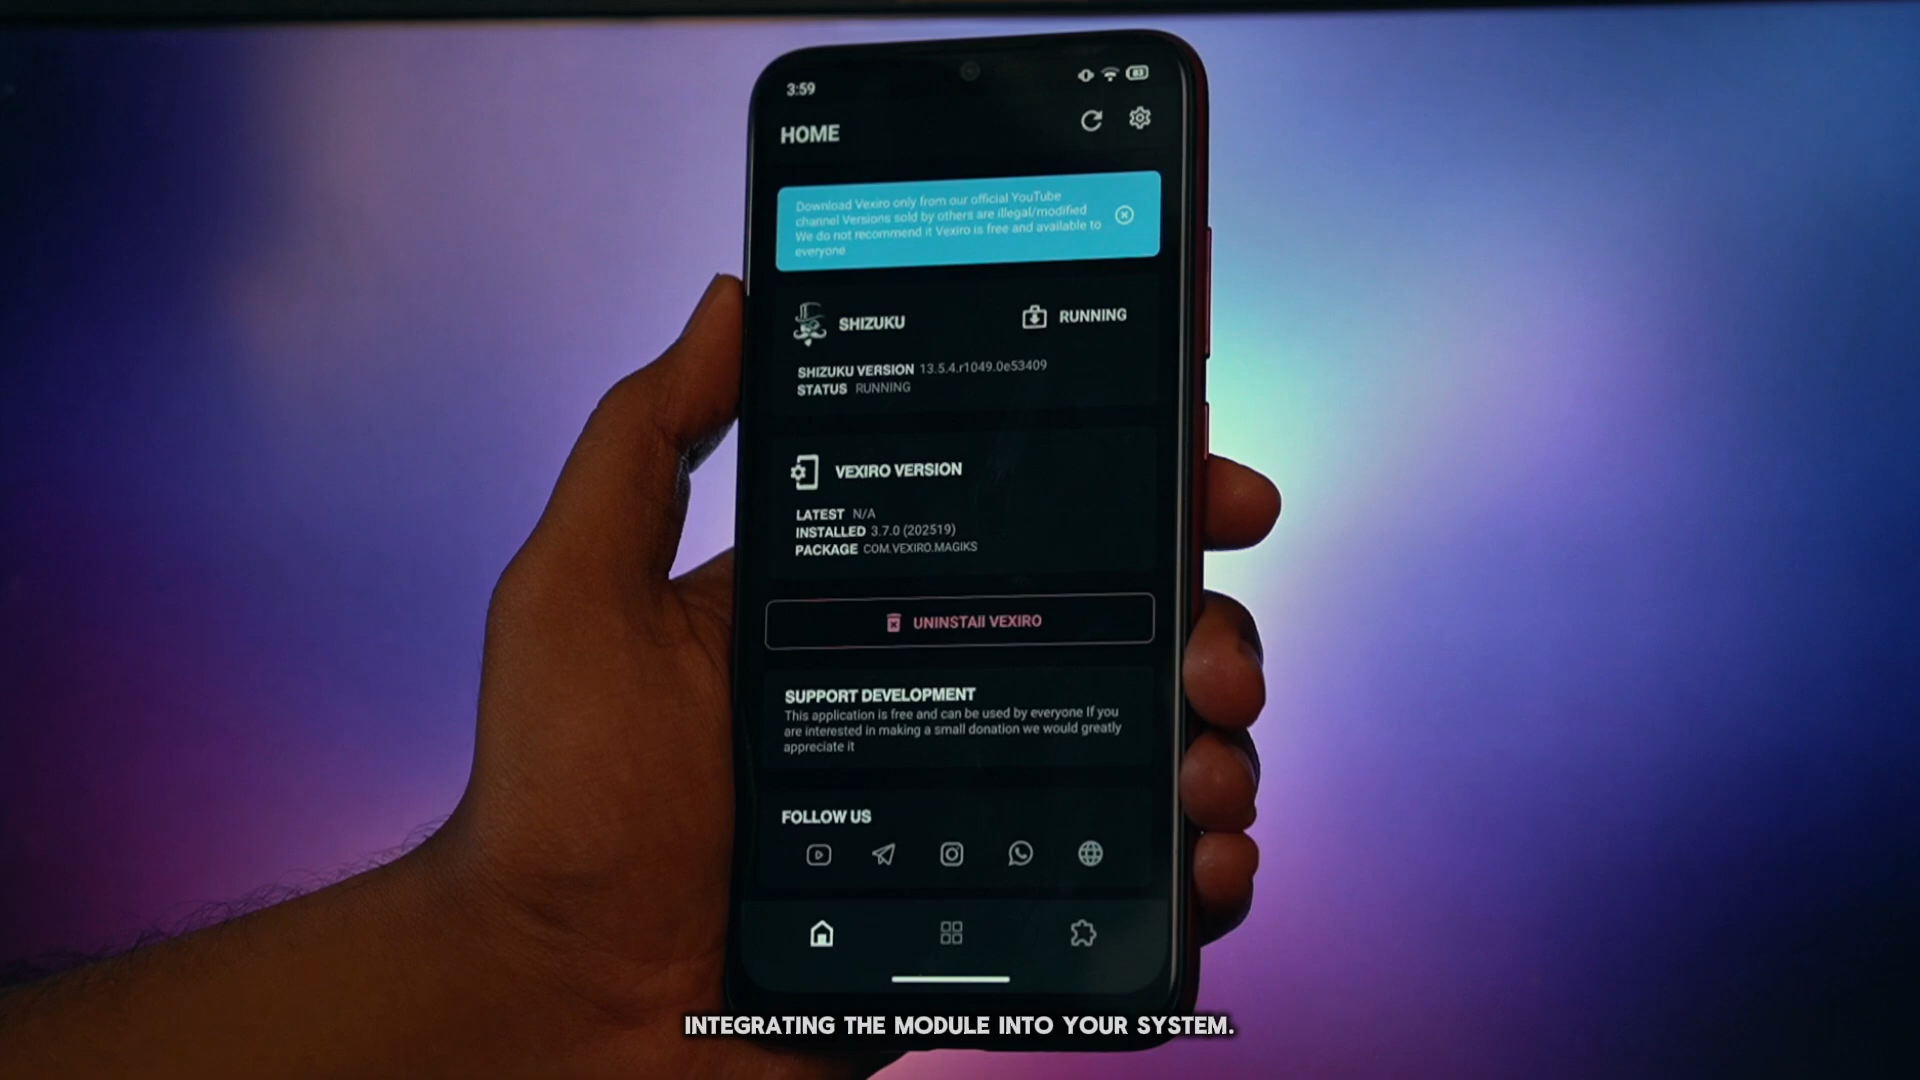 3:59
83
HOME
Download Vexiro only from our official YouTube
channel Versions sold by others are illegal/modified
We do not recommend it Vexiro is free and available to
everyone
SHIZUKU
RUNNING
SHIZUKU VERSION 13.5.4.r1049.0e53409
STATUS RUNNING
VEXIRO VERSION
LATEST N/A
INSTALLED 3.7.0 (202519)
PACKAGE COM.VEXIRO.MAGIKS
UNINSTAll VEXIRO
SUPPORT DEVELOPMENT
This application is free and can be used by everyone If you
are interested in making a small donation we would greatly
appreciate it
FOLLOW US
INTEGRATING THE MODULE INTO YOUR SYSTEM.